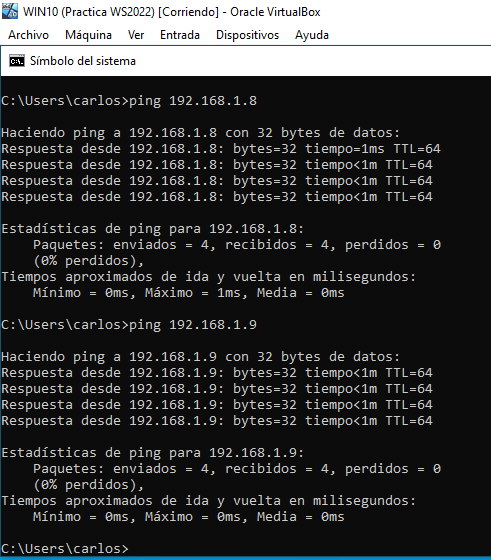 WIN10 (Practica WS2022) [Corriendo] - Oracle VirtualBox
Archivo Máquina Ver Entrada Dispositivos Ayuda
Símbolo del sistema
C:\Users\carlos>ping 192.168.1.8
Haciendo ping a 192.168.1.8 con 32 bytes de datos:
Respuesta desde 192.168.1.8: bytes=32 tiempo=1ms TTL=64
Respuesta desde 192.168.1.8: bytes=32 tiempo<1m TTL=64
Respuesta desde 192.168.1.8: bytes=32 tiempo<1m TTL=64
Respuesta desde 192.168.1.8: bytes=32 tiempo<1m TTL=64
Estadísticas de ping para 192.168.1.8:
Paquetes: enviados = 4, recibidos = 4, perdidos = 0
(0% perdidos),
Tiempos aproximados de ida y vuelta en milisegundos:
Mínimo = 0ms, Máximo = 1ms, Media = 0ms
C:\Users\carlos>ping 192.168.1.9
Haciendo ping a 192.168.1.9 con 32 bytes de datos:
Respuesta desde 192.168.1.9: bytes=32 tiempo<1m TTL=64
Respuesta desde 192.168.1.9: bytes=32 tiempo<1m TTL=64
Respuesta desde 192.168.1.9: bytes=32 tiempo<1m TTL=64
Respuesta desde 192.168.1.9: bytes=32 tiempo<1m TTL=64
Estadísticas de ping para 192.168.1.9:
Paquetes: enviados = 4, recibidos = 4, perdidos = 0
(0% perdidos),
Tiempos aproximados de ida y vuelta en milisegundos:
Mínimo = 0ms, Máximo = 0ms, Media = 0ms
C:\Users\carlos>